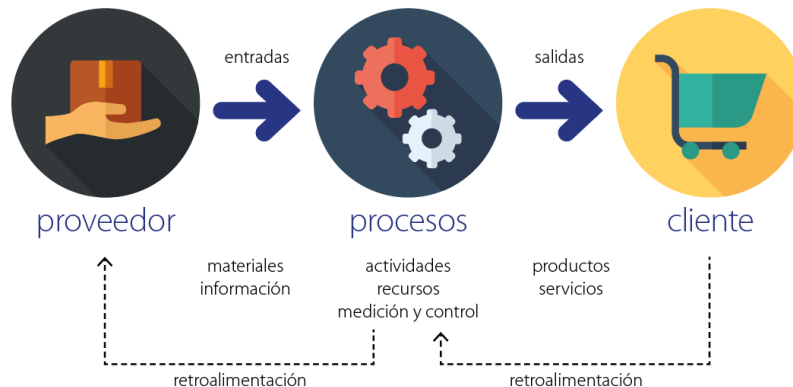 entradas
salidas
proveedor
procesos
cliente
materiales
información
actividades
recursos
medición y control
productos
servicios
retroalimentación
retroalimentación